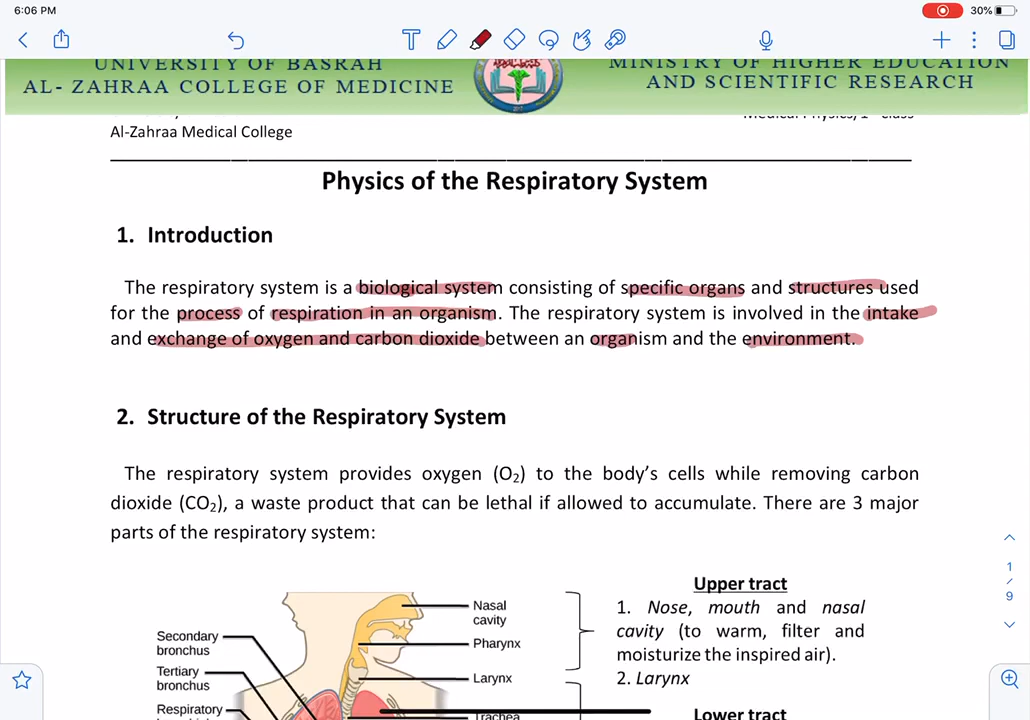 6:06 PM
30%
UNIVERSITY OF BASRAH
AL- ZAHRAA COLLEGE OF MEDICINE
MINISTRY OF HIGHER EDUCATION
AND SCIENTIFIC RESEARCH
Al-Zahraa Medical College
Physics of the Respiratory System
1. Introduction
The respiratory system is a biological system consisting of specific organs and structures used
for the process of respiration in an organism. The respiratory system is involved in the intake
and exchange of oxygen and carbon dioxide between an organism and the environment.
2. Structure of the Respiratory System
The respiratory system provides oxygen (O₂) to the body’s cells while removing carbon
dioxide (CO₂), a waste product that can be lethal if allowed to accumulate. There are 3 major
parts of the respiratory system:
1
/
9
Nasal
cavity
Pharynx
Larynx
Trachea
Secondary
bronchus
Tertiary
bronchus
Respiratory
Upper tract
1. Nose, mouth and nasal
cavity (to warm, filter and
moisturize the inspired air).
2. Larynx
Lower tract